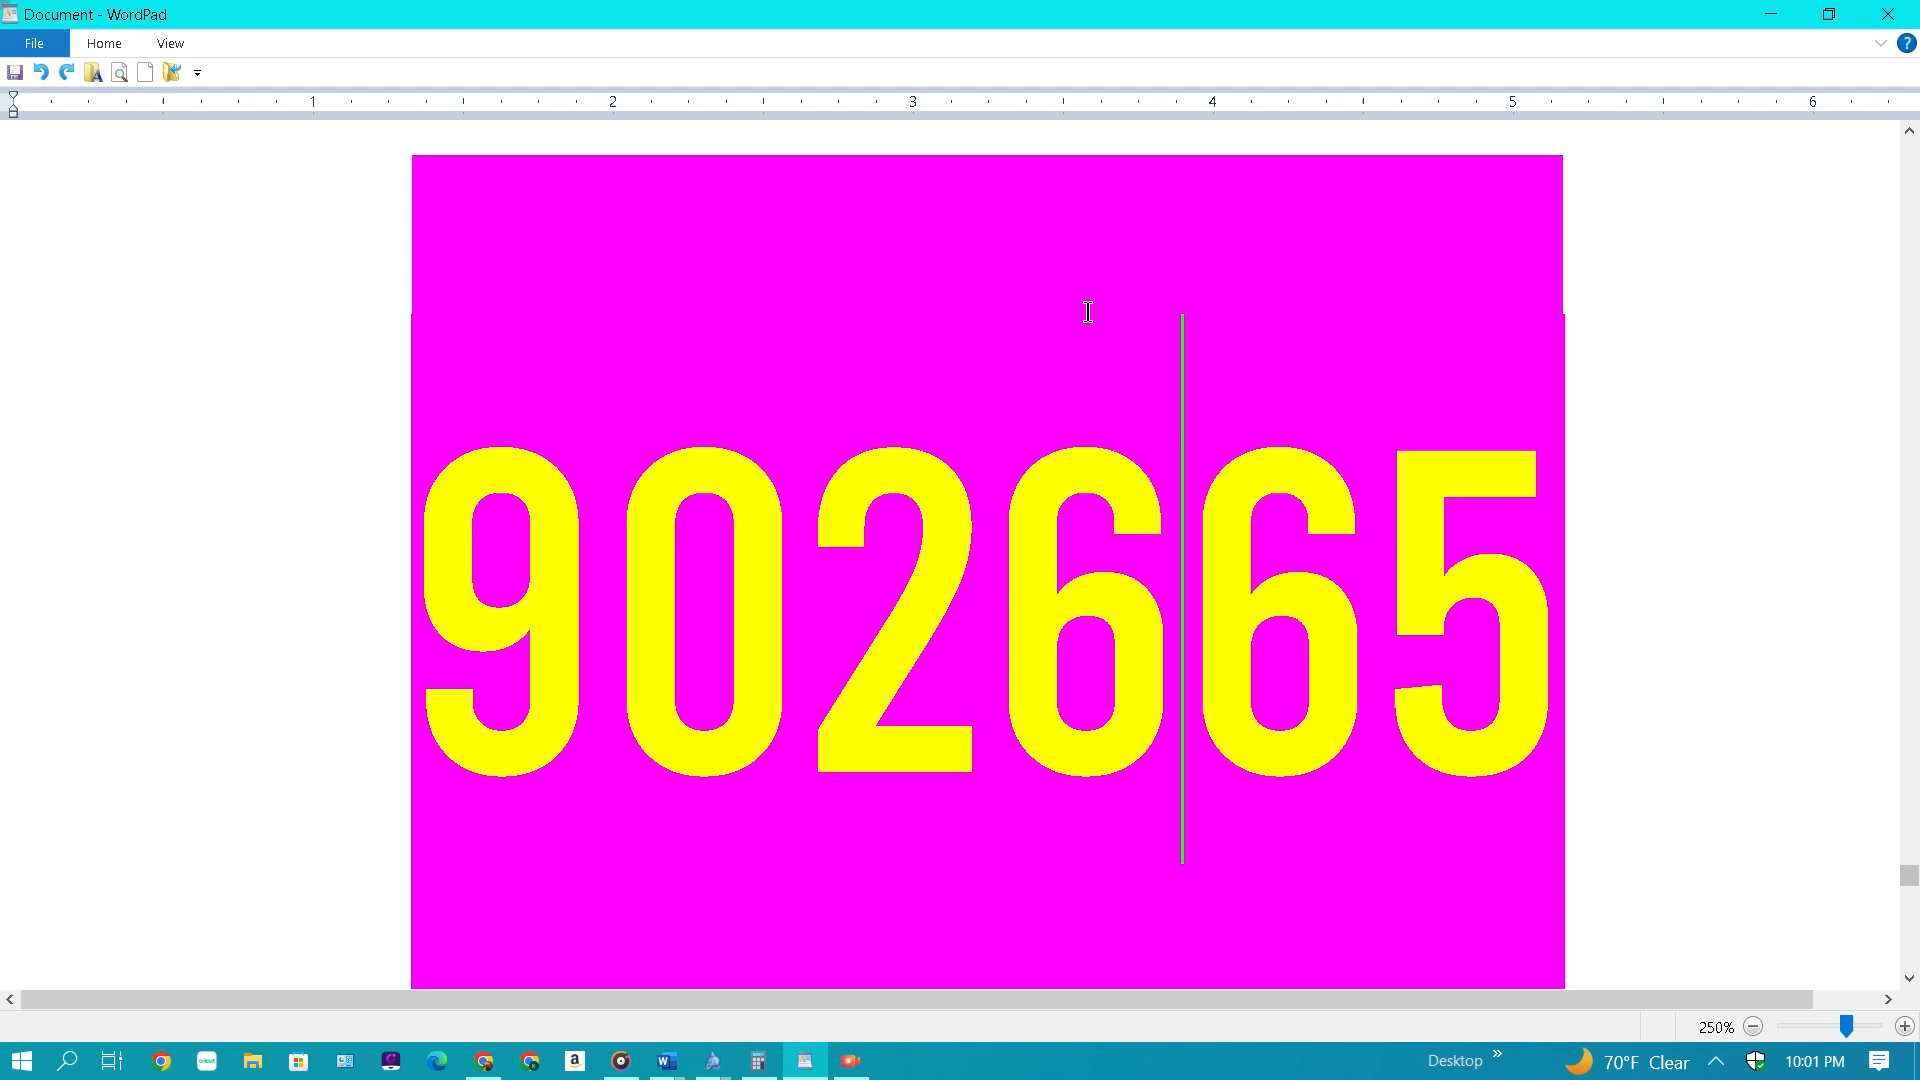 Document - WordPad
File Home View
?
1 2 3 4 5 6
902665
250%
Desktop » 70°F Clear 10:01 PM